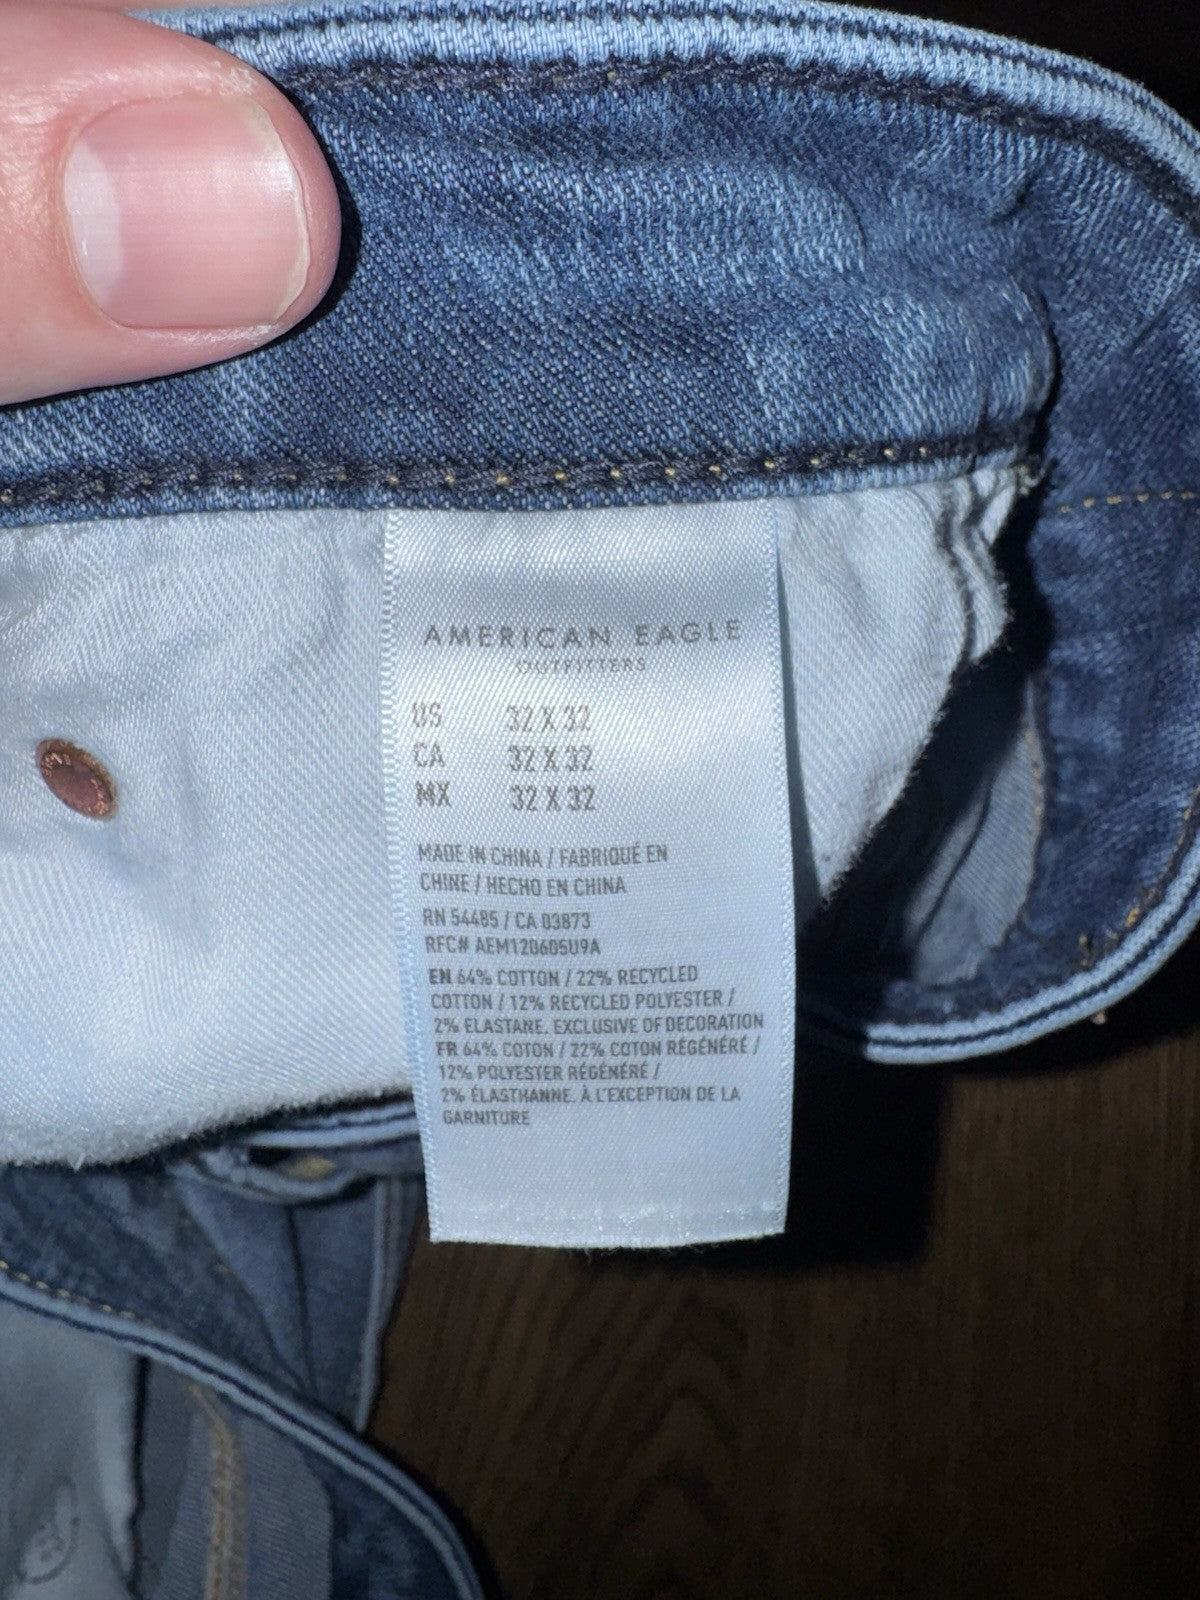 AMERICAN EAGLE
OUTFITTERS
US 32 X 32
CA 32 X 32
MX 32 X 32
MADE IN CHINA / FABRIQUÉ EN
CHINE / HECHO EN CHINA
RN 54485 / CA 03873
RFC# AEM120605U9A
EN 64% COTTON / 22% RECYCLED
COTTON / 12% RECYCLED POLYESTER /
2% ELASTANE. EXCLUSIVE OF DECORATION
FR 64% COTON / 22% COTON RÉGÉNÉRÉ /
12% POLYESTER RÉGÉNÉRÉ /
2% ÉLASTHANNE. À L'EXCEPTION DE LA
GARNITURE